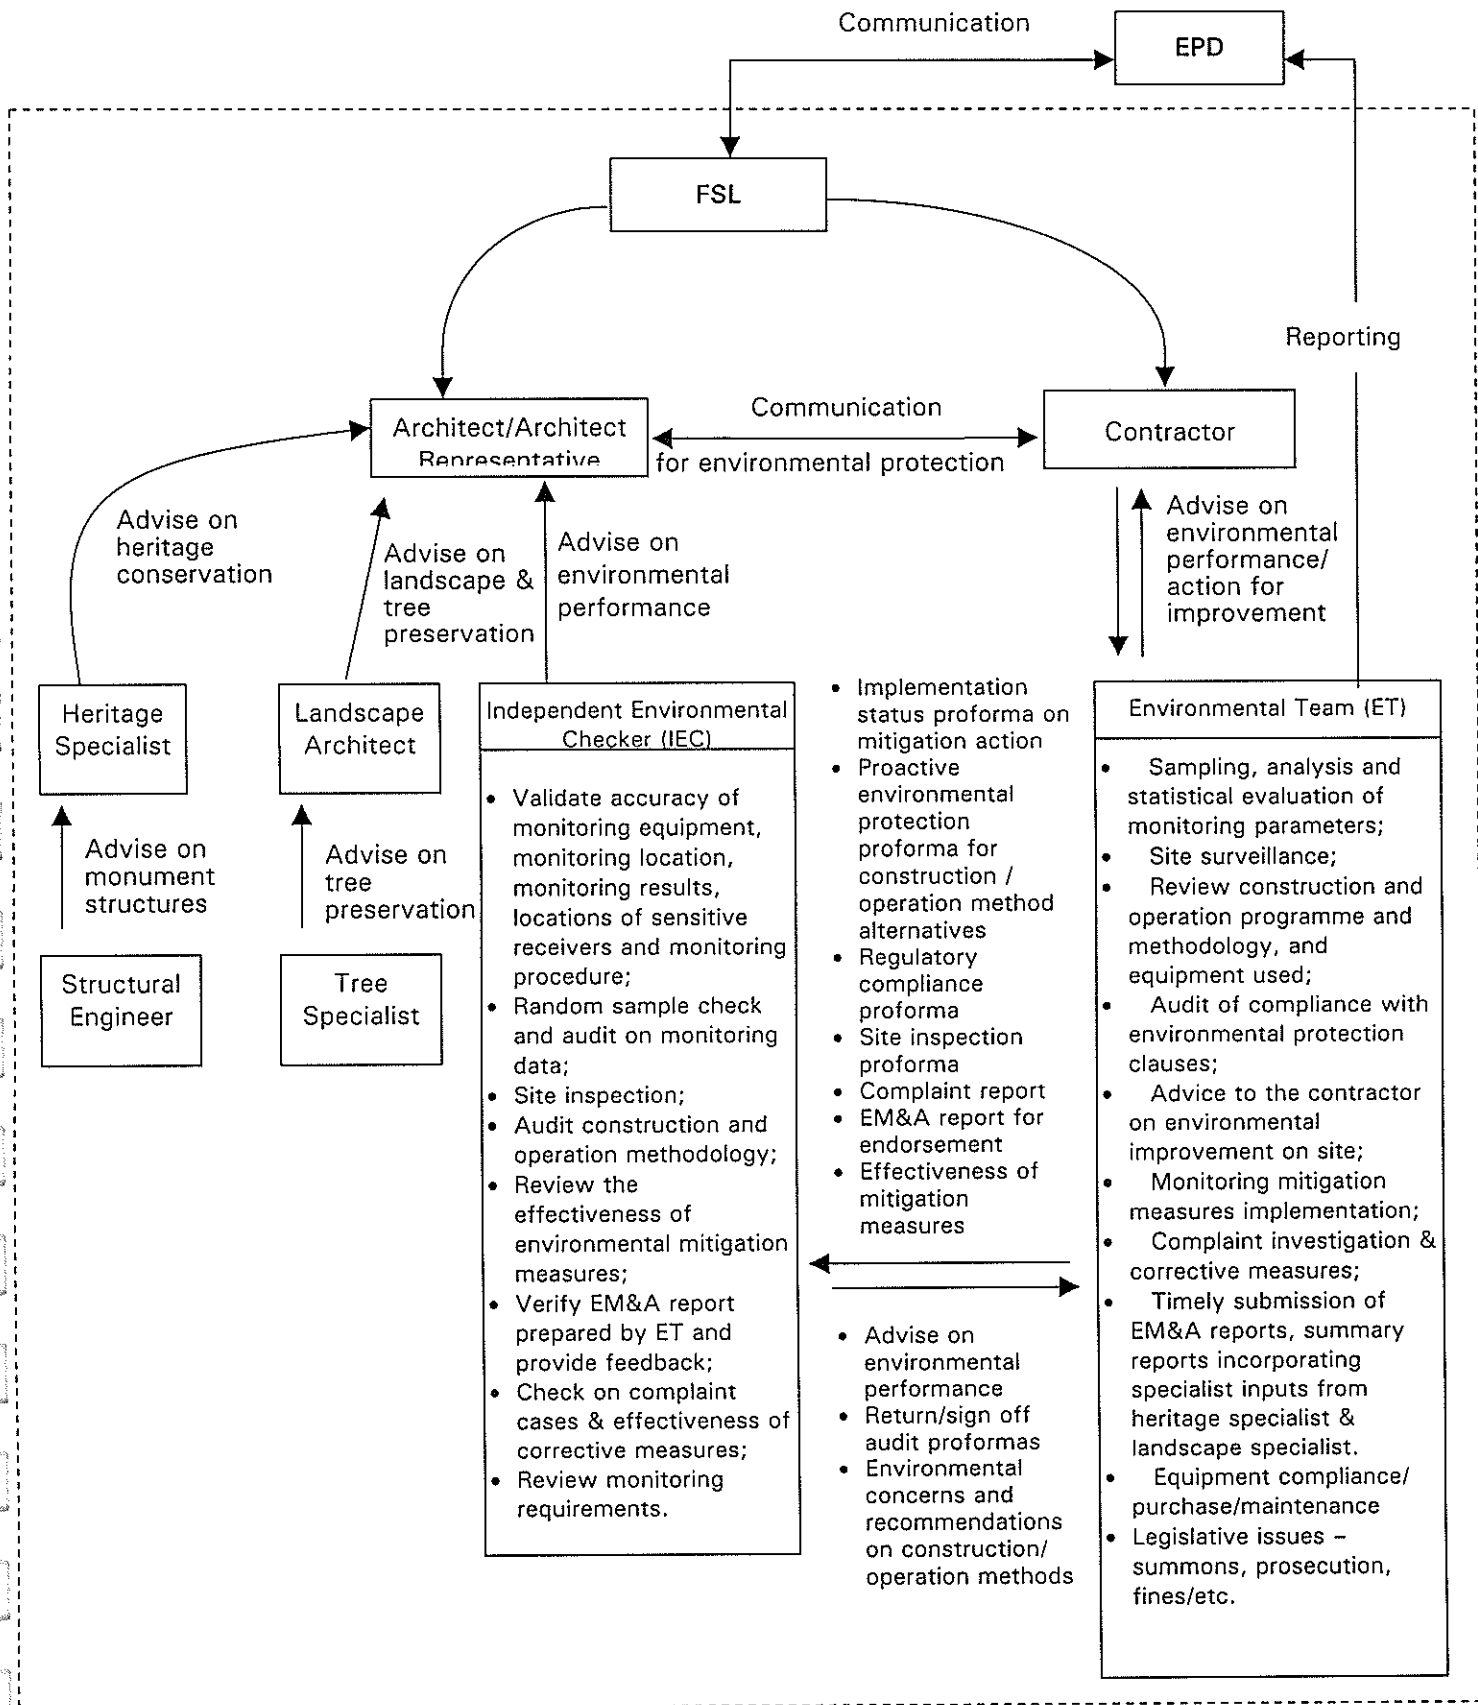 Communication
EPD
FSL
Reporting
Architect/Architect
Representative
Communication
for environmental protection
Contractor
Advise on
heritage
conservation
Advise on
landscape &
tree
preservation
Advise on
environmental
performance
Advise on
environmental
performance/
action for
improvement
Heritage
Specialist
Landscape
Architect
Advise on
monument
structures
Advise on
tree
preservation
Structural
Engineer
Tree
Specialist
Independent Environmental
Checker (IEC)
• Validate accuracy of
monitoring equipment,
monitoring location,
monitoring results,
locations of sensitive
receivers and monitoring
procedure;
• Random sample check
and audit on monitoring
data;
• Site inspection;
• Audit construction and
operation methodology;
• Review the
effectiveness of
environmental mitigation
measures;
• Verify EM&A report
prepared by ET and
provide feedback;
• Check on complaint
cases & effectiveness of
corrective measures;
• Review monitoring
requirements.
• Implementation
status proforma on
mitigation action
• Proactive
environmental
protection
proforma for
construction /
operation method
alternatives
• Regulatory
compliance
proforma
• Site inspection
proforma
• Complaint report
• EM&A report for
endorsement
• Effectiveness of
mitigation
measures
• Advise on
environmental
performance
• Return/sign off
audit proformas
• Environmental
concerns and
recommendations
on construction/
operation methods
Environmental Team (ET)
• Sampling, analysis and
statistical evaluation of
monitoring parameters;
• Site surveillance;
• Review construction and
operation programme and
methodology, and
equipment used;
• Audit of compliance with
environmental protection
clauses;
• Advice to the contractor
on environmental
improvement on site;
• Monitoring mitigation
measures implementation;
• Complaint investigation &
corrective measures;
• Timely submission of
EM&A reports, summary
reports incorporating
specialist inputs from
heritage specialist &
landscape specialist.
• Equipment compliance/
purchase/maintenance
• Legislative issues –
summons, prosecution,
fines/etc.